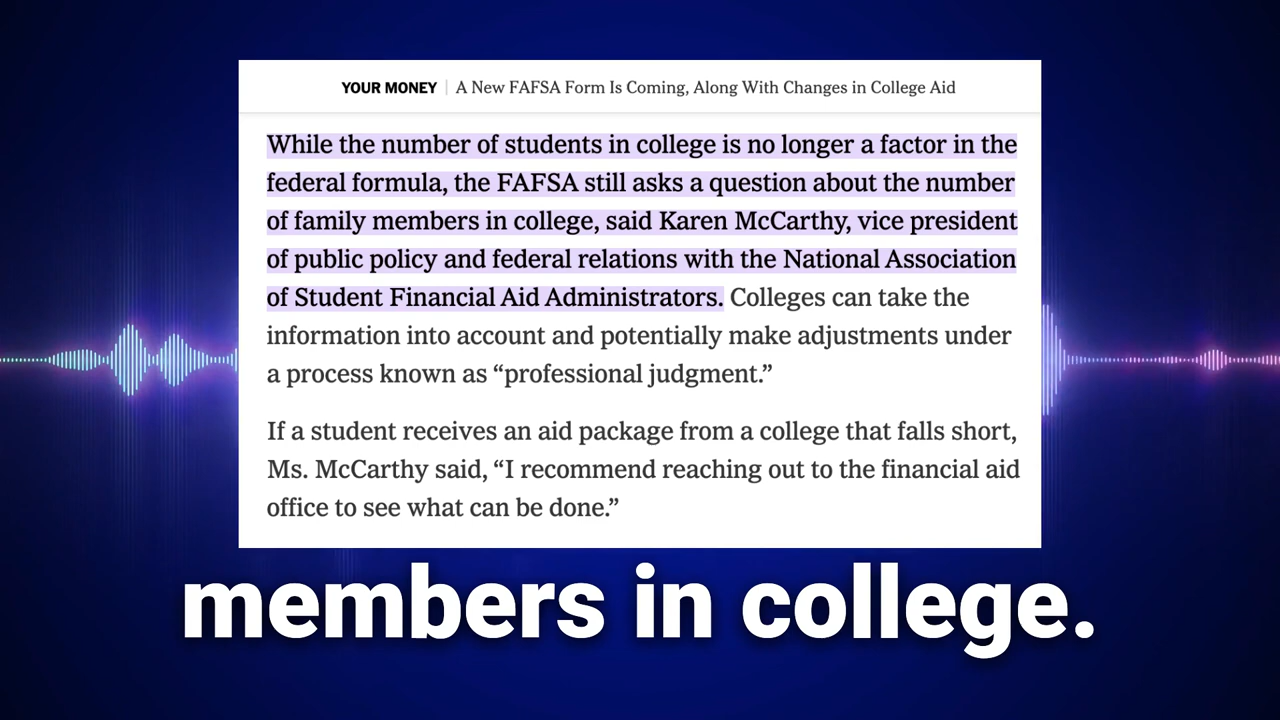 YOUR MONEY | A New FAFSA Form Is Coming, Along With Changes in College Aid
While the number of students in college is no longer a factor in the
federal formula, the FAFSA still asks a question about the number
of family members in college, said Karen McCarthy, vice president
of public policy and federal relations with the National Association
of Student Financial Aid Administrators. Colleges can take the
information into account and potentially make adjustments under
a process known as “professional judgment.”
If a student receives an aid package from a college that falls short,
Ms. McCarthy said, “I recommend reaching out to the financial aid
office to see what can be done.”
members in college.